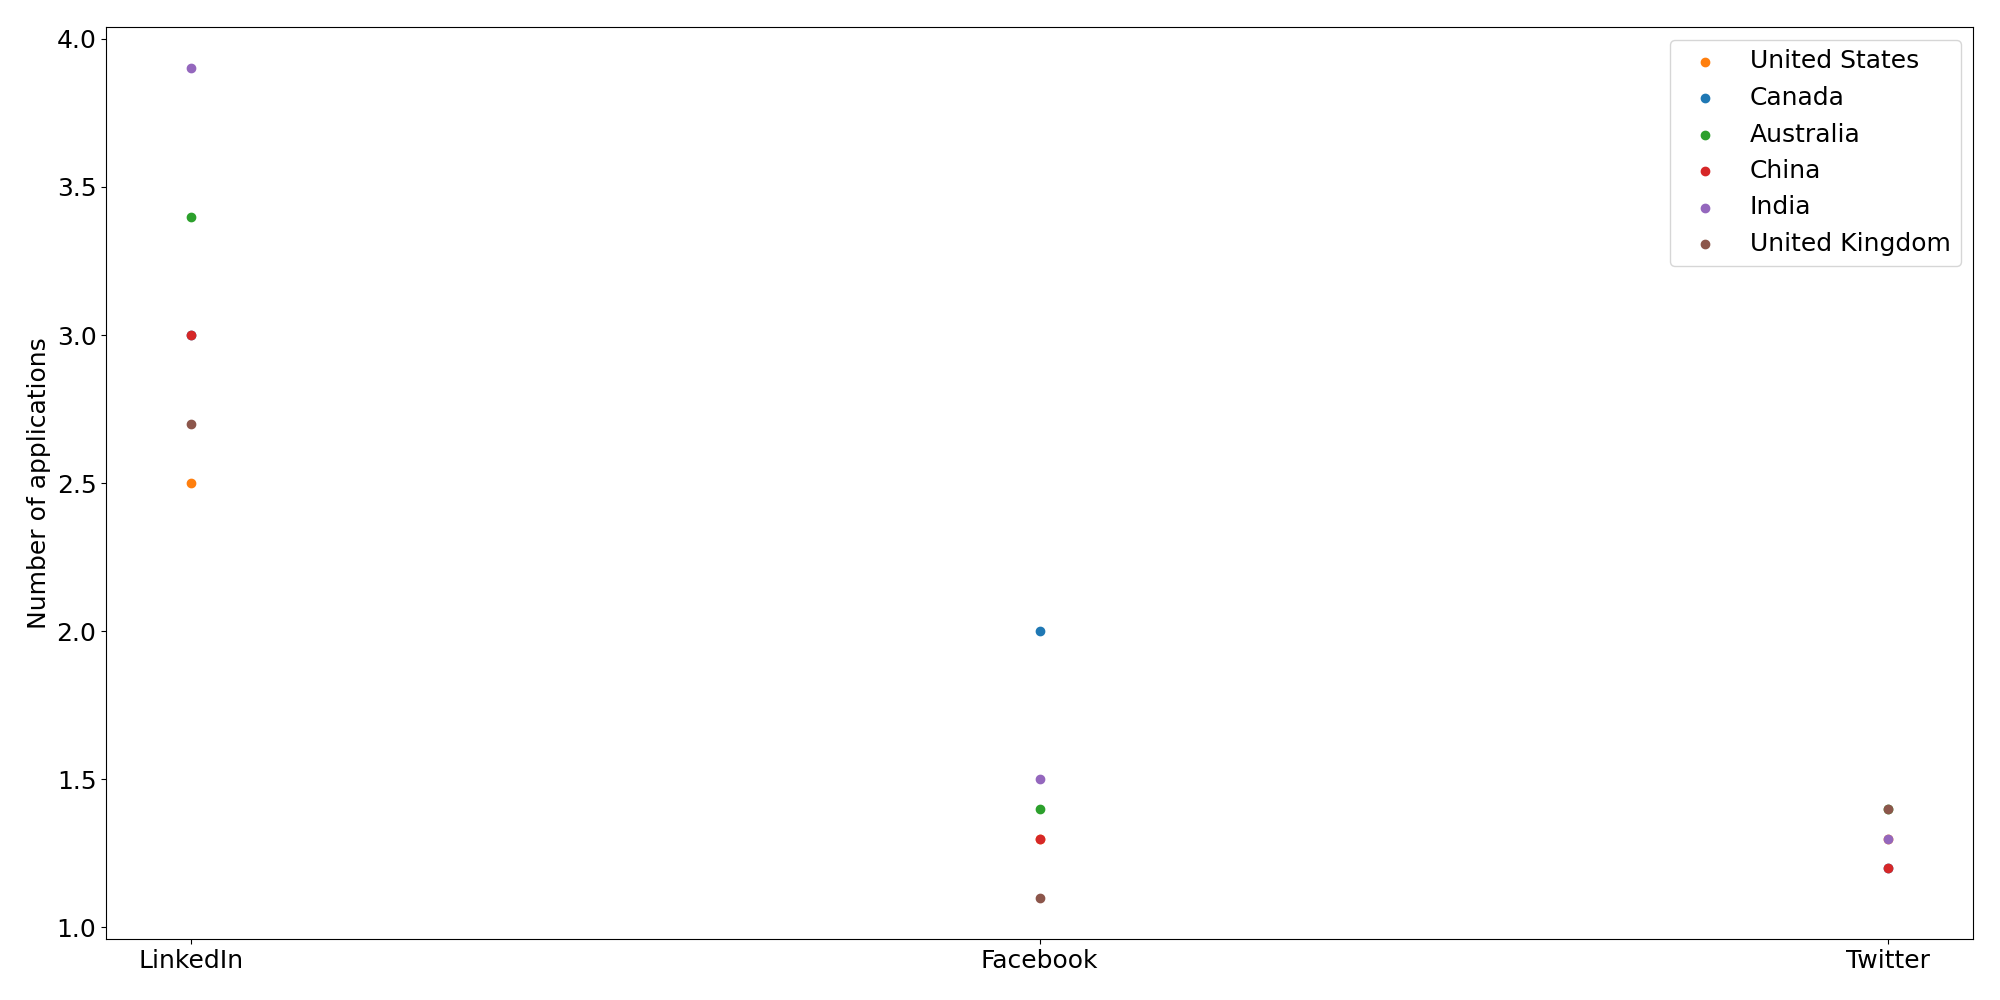 Number of applications
4.0
3.5
3.0
2.5
2.0
1.5
1.0
LinkedIn
Facebook
Twitter
United States
Canada
Australia
China
India
United Kingdom